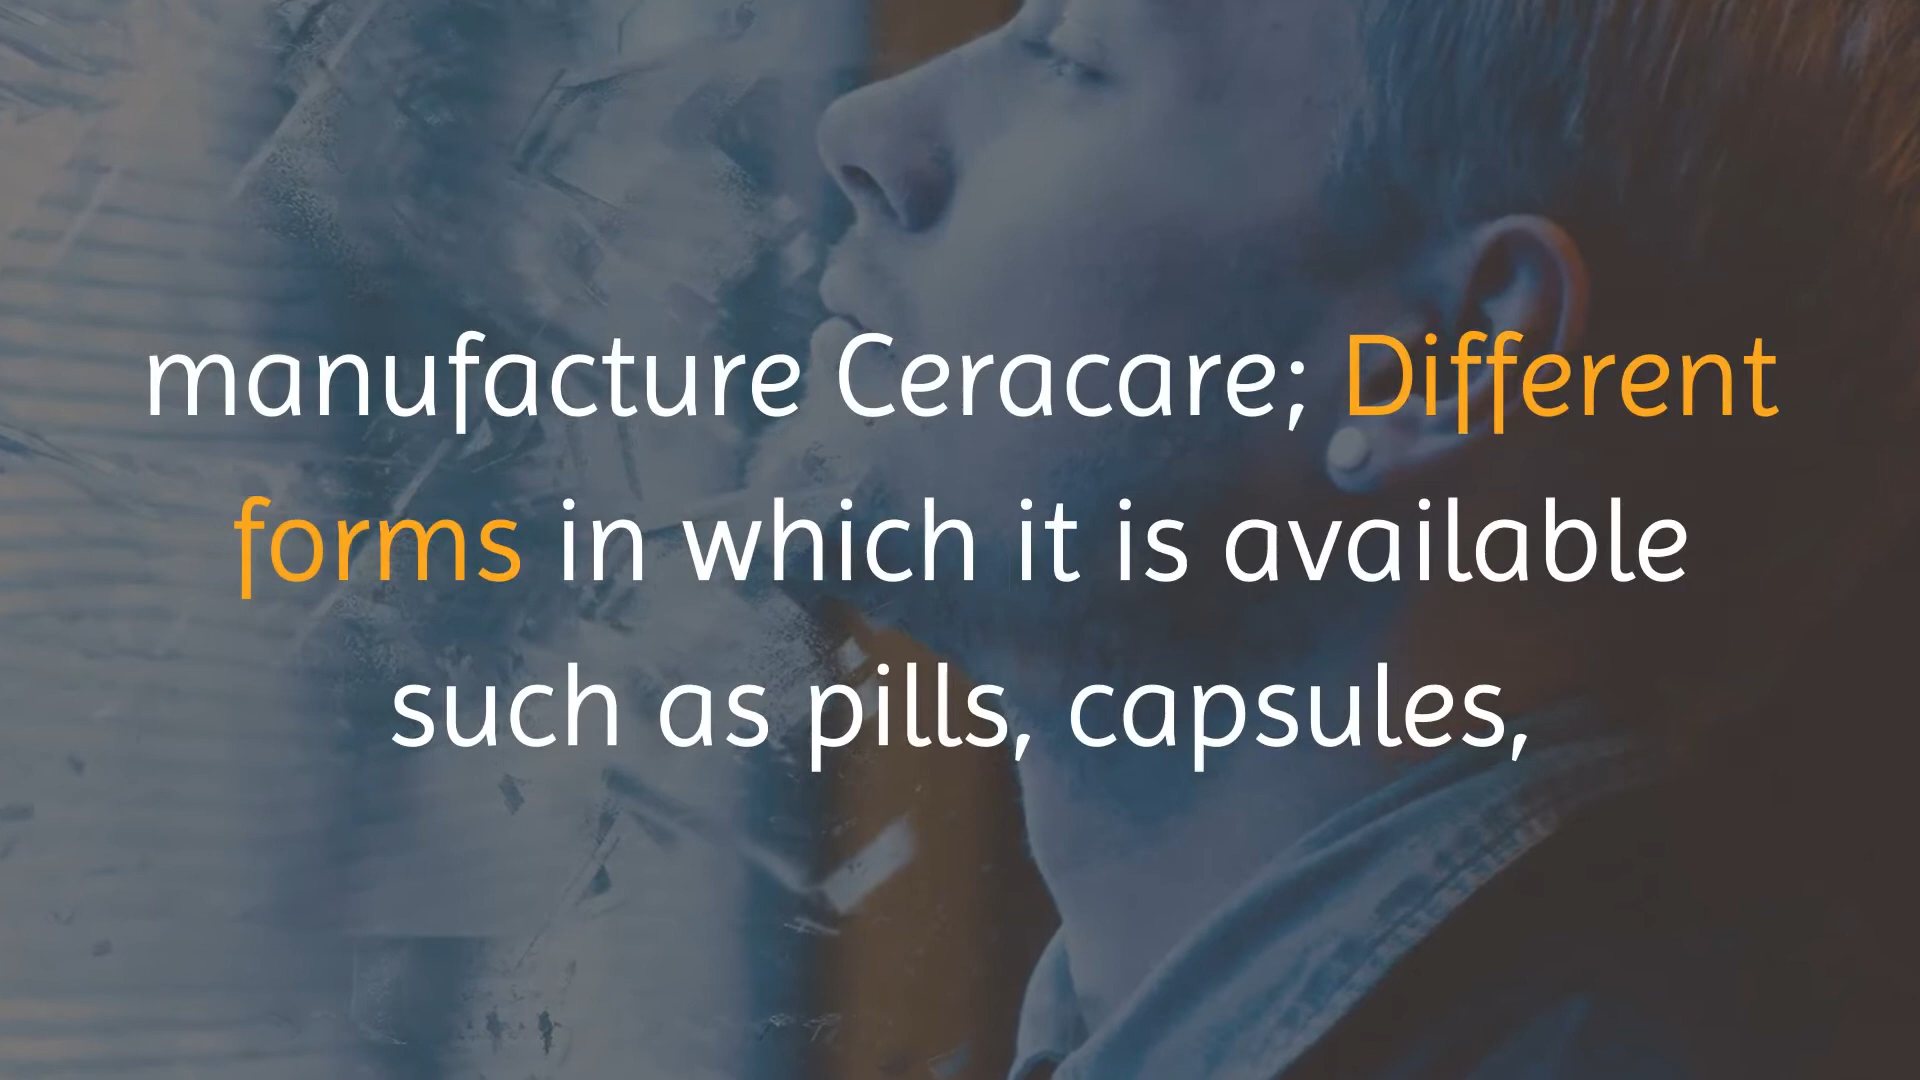 manufacture Ceracare; Different
forms in which it is available
such as pills, capsules,